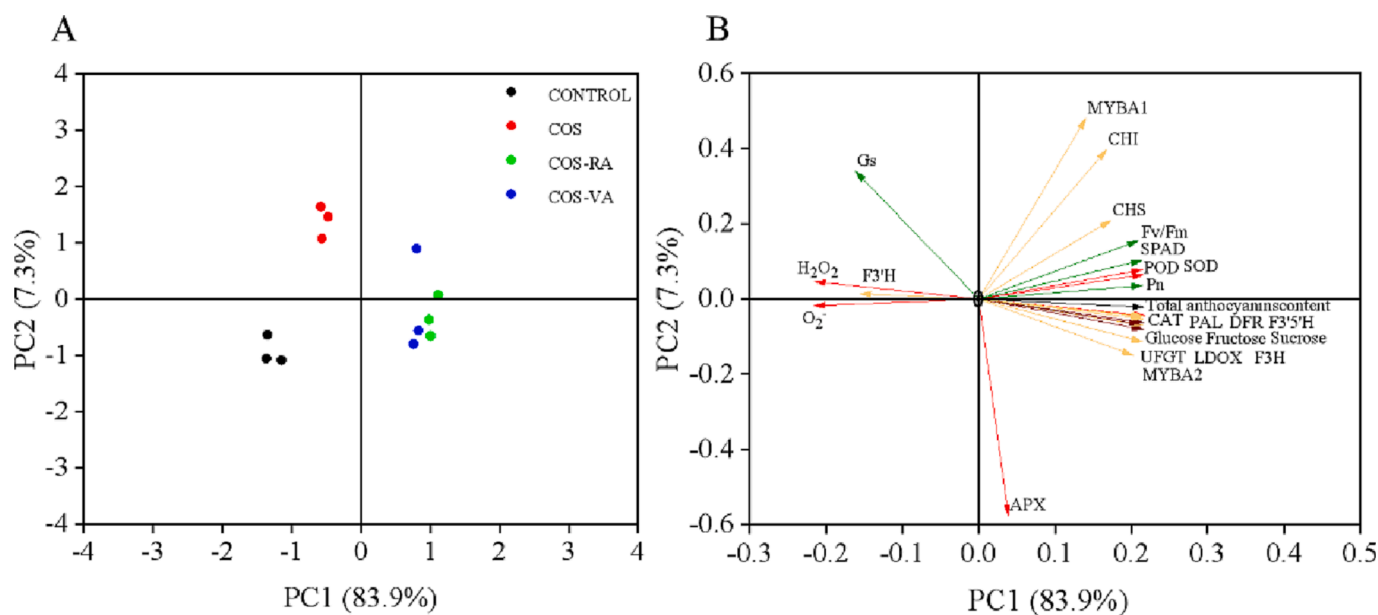 A
B
4
3
2
1
0
-1
-2
-3
-4
-4
-3
-2
-1
0
1
2
3
4
PC2 (7.3%)
PC1 (83.9%)
CONTROL
COS
COS-RA
COS-VA
0.6
0.4
0.2
0.0
-0.2
-0.4
-0.6
-0.3
-0.2
-0.1
0.0
0.1
0.2
0.3
0.4
0.5
PC2 (7.3%)
PC1 (83.9%)
MYBA1
CHI
Gs
CHS
Fv/Fm
SPAD
POD SOD
Pn
H2O2
F3'H
O2-
Total anthocyaninscontent
CAT PAL DFR F3'5'H
Glucose Fructose Sucrose
UFGT LDOX F3H
MYBA2
APX